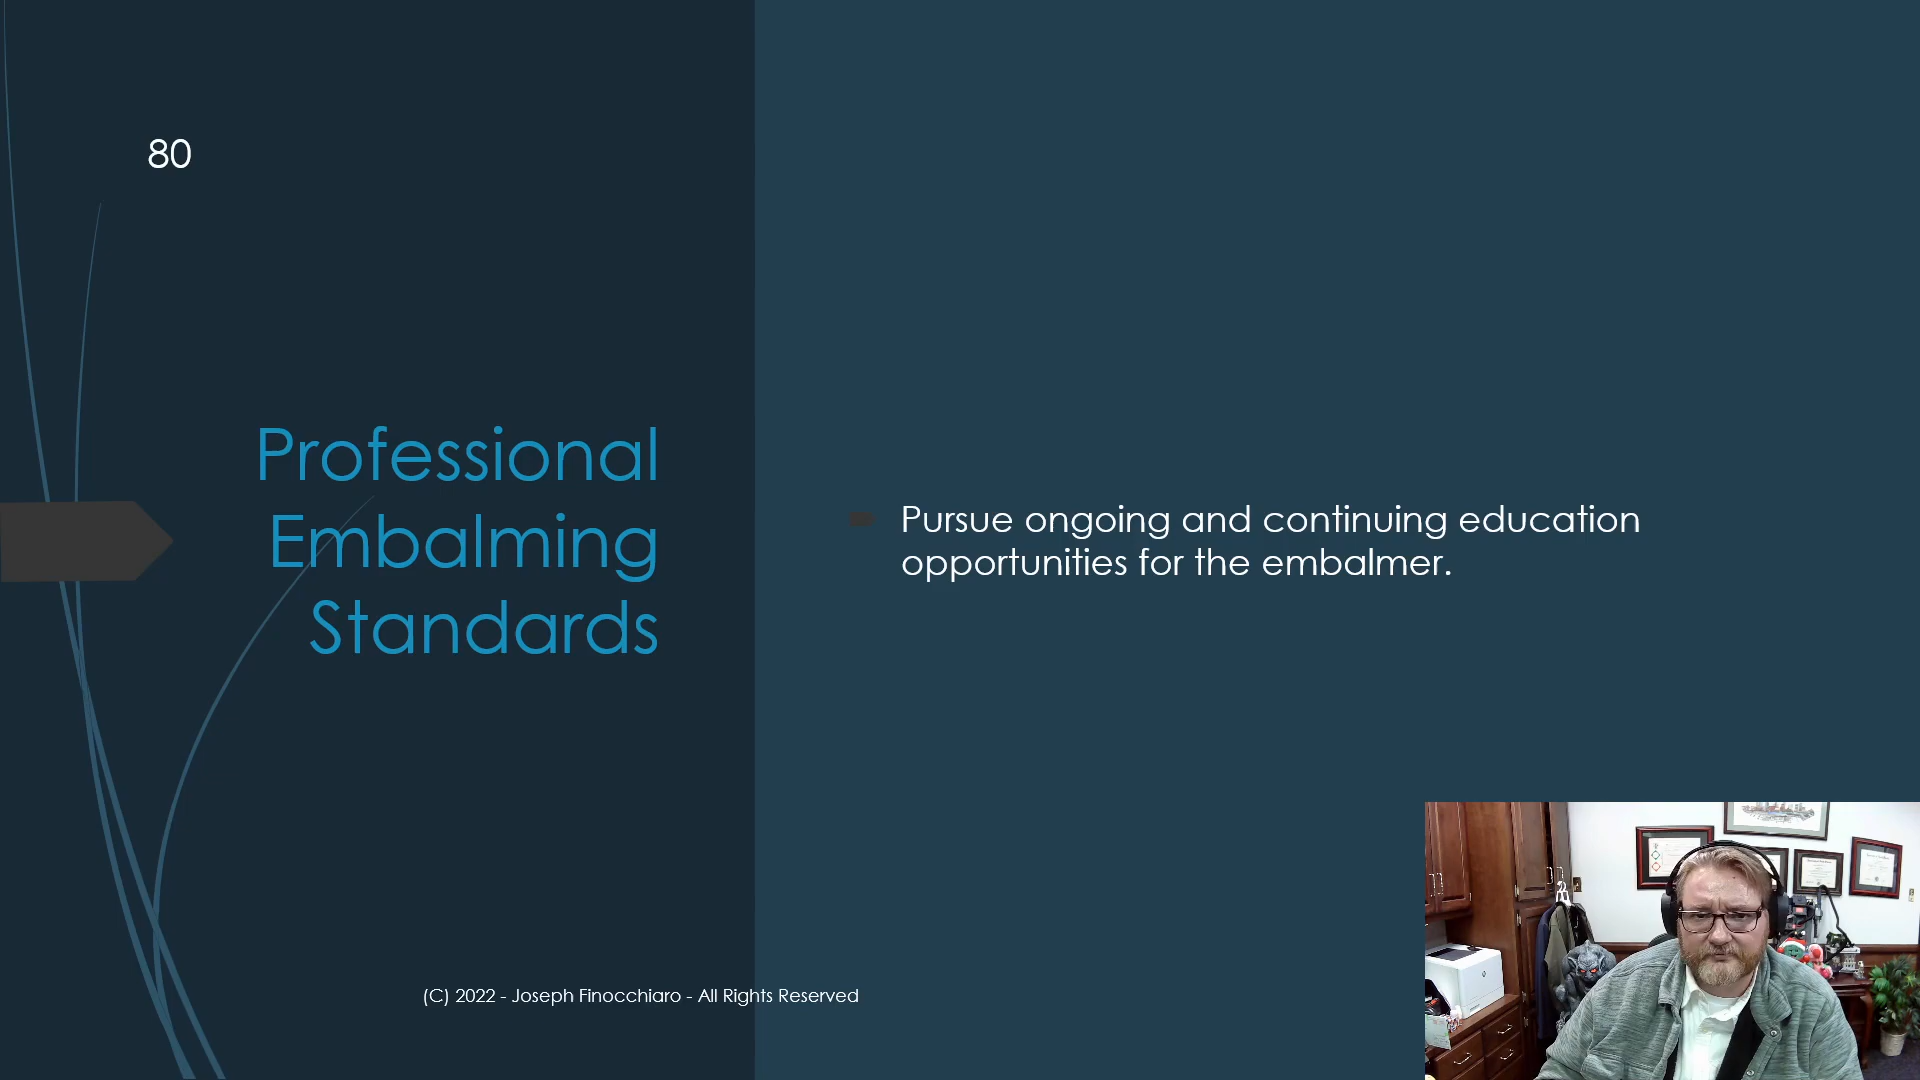 80
Professional
Embalming
Standards
Pursue ongoing and continuing education
opportunities for the embalmer.
(C) 2022 - Joseph Finocchiaro - All Rights Reserved